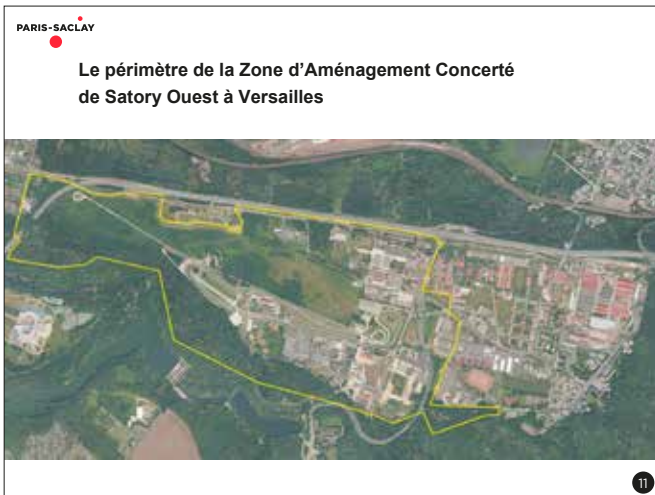 PARIS-SACLAY
Le périmètre de la Zone d’Aménagement Concerté
de Satory Ouest à Versailles
11